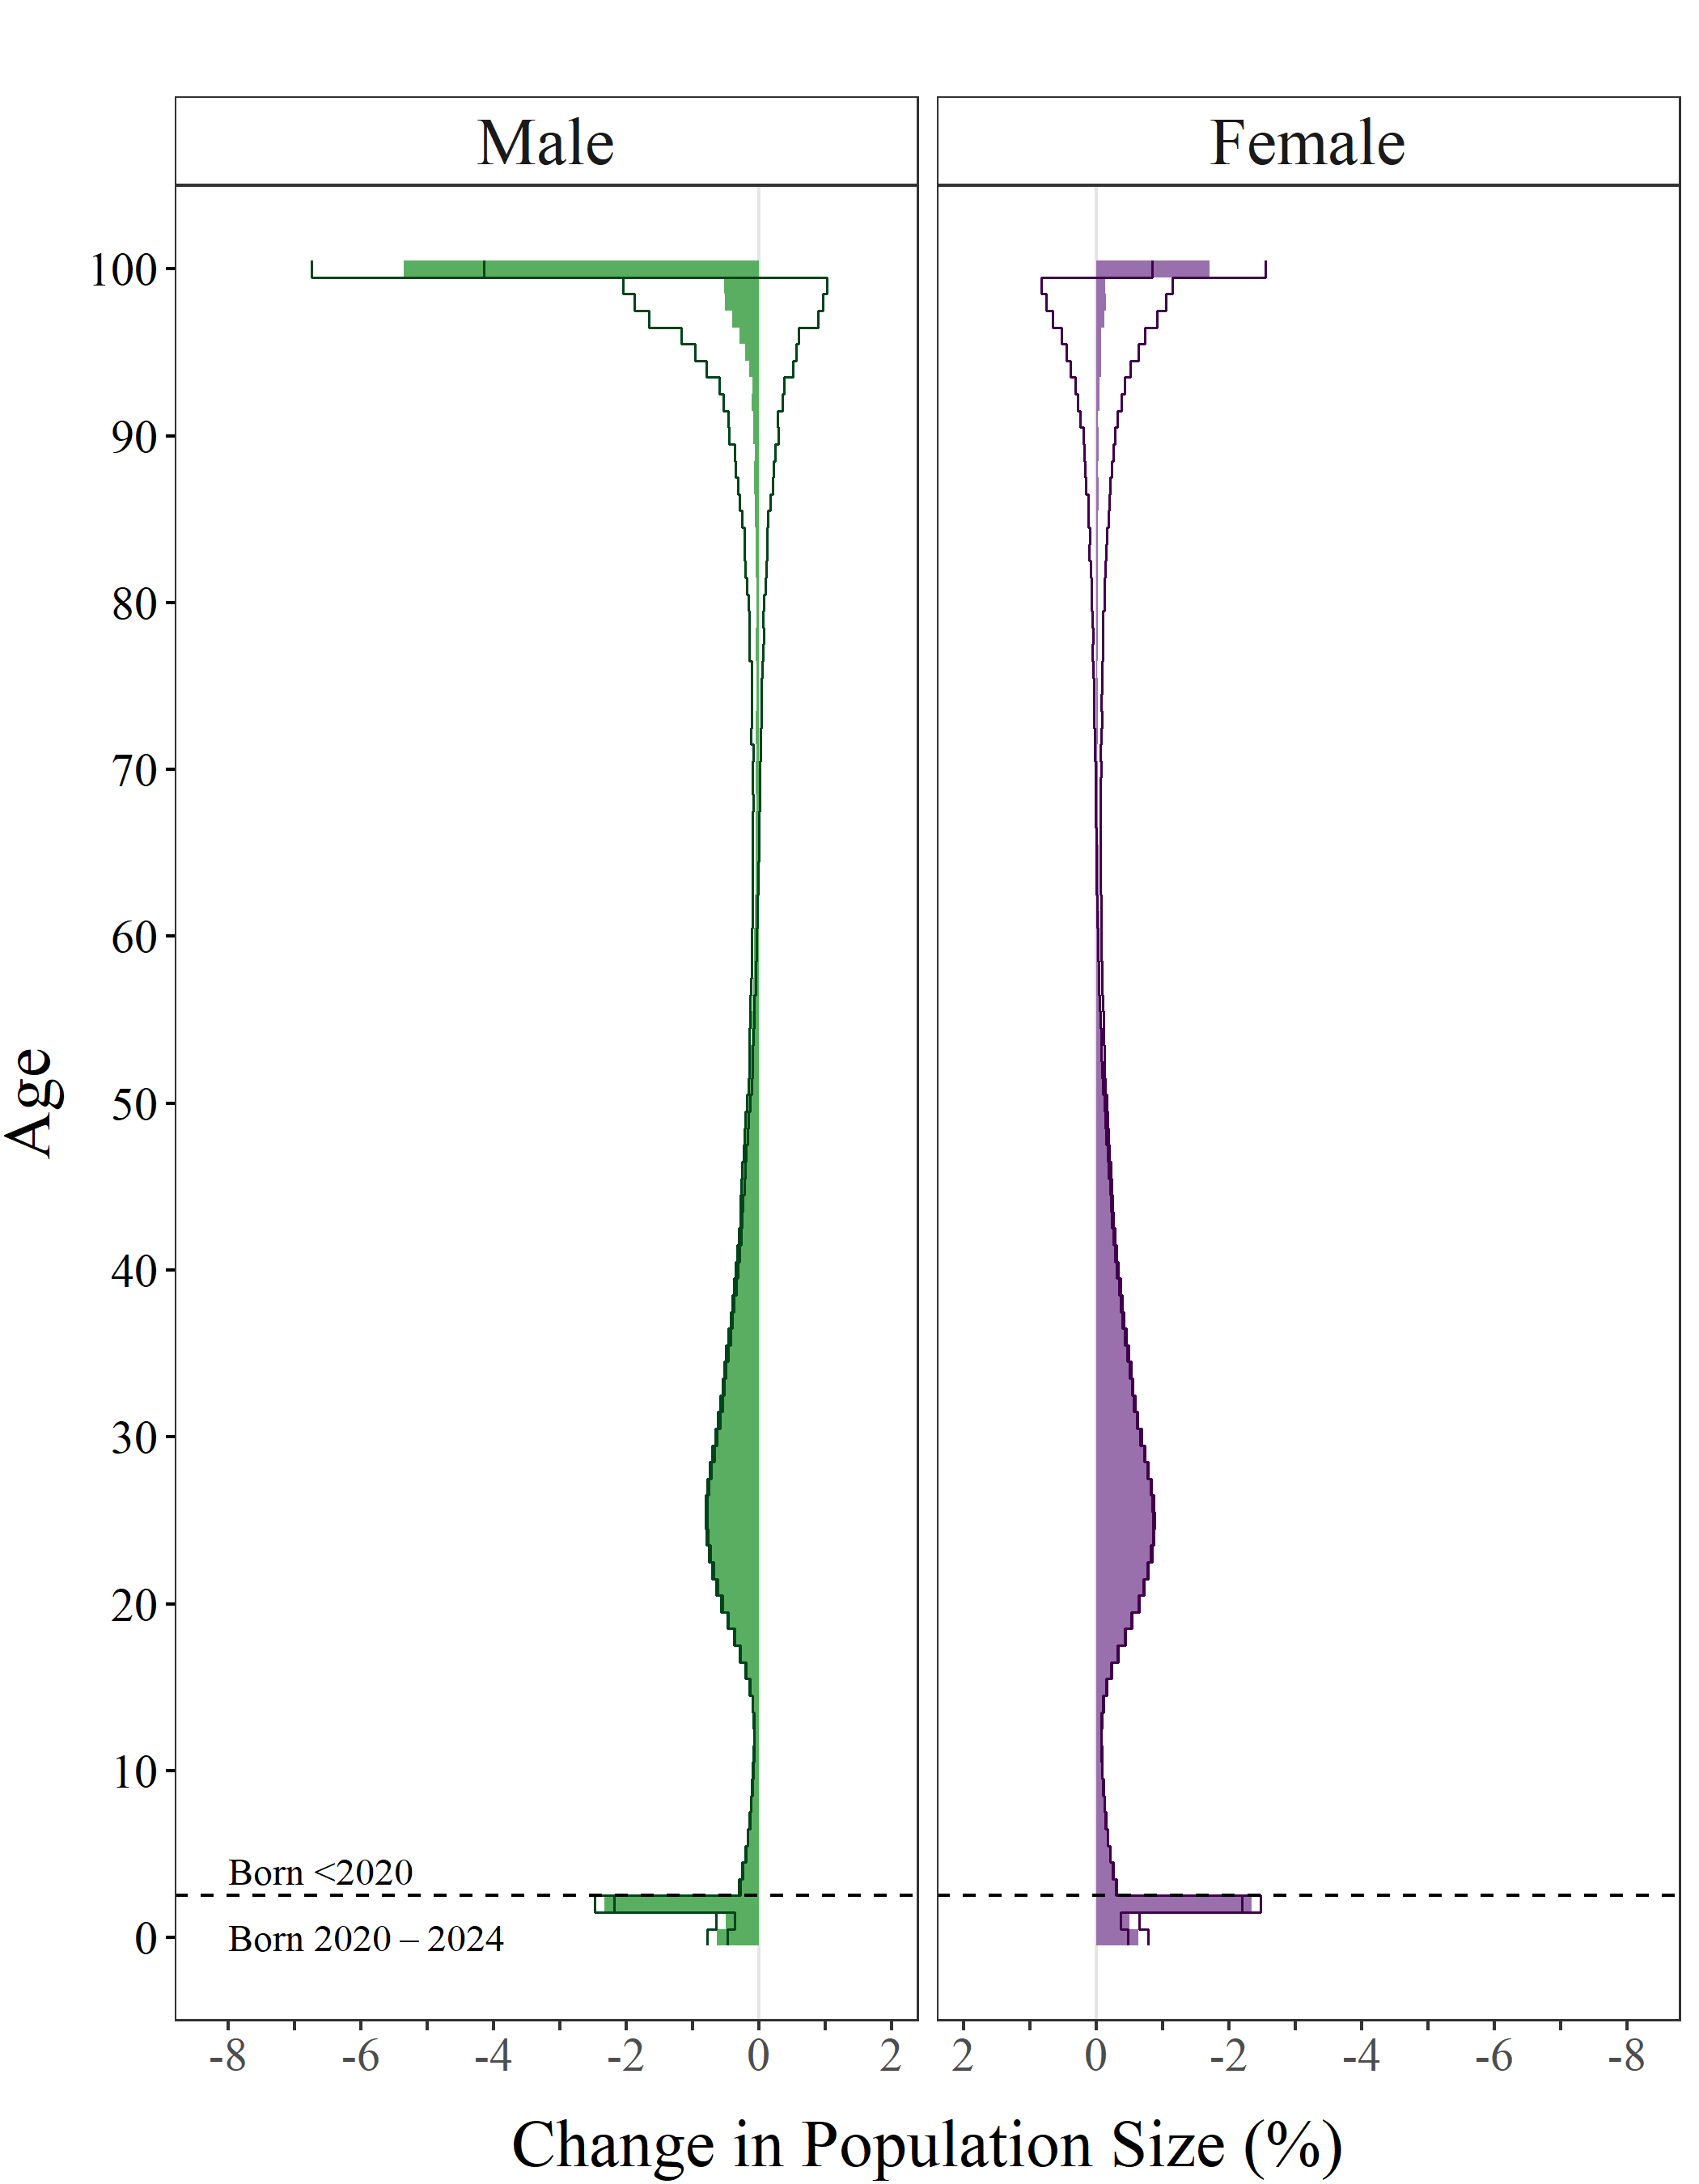 Male
Female
100
90
80
70
60
50
40
30
20
10
0
Age
Born <2020
Born 2020 – 2024
-8 -6 -4 -2 0 2
2 0 -2 -4 -6 -8
Change in Population Size (%)